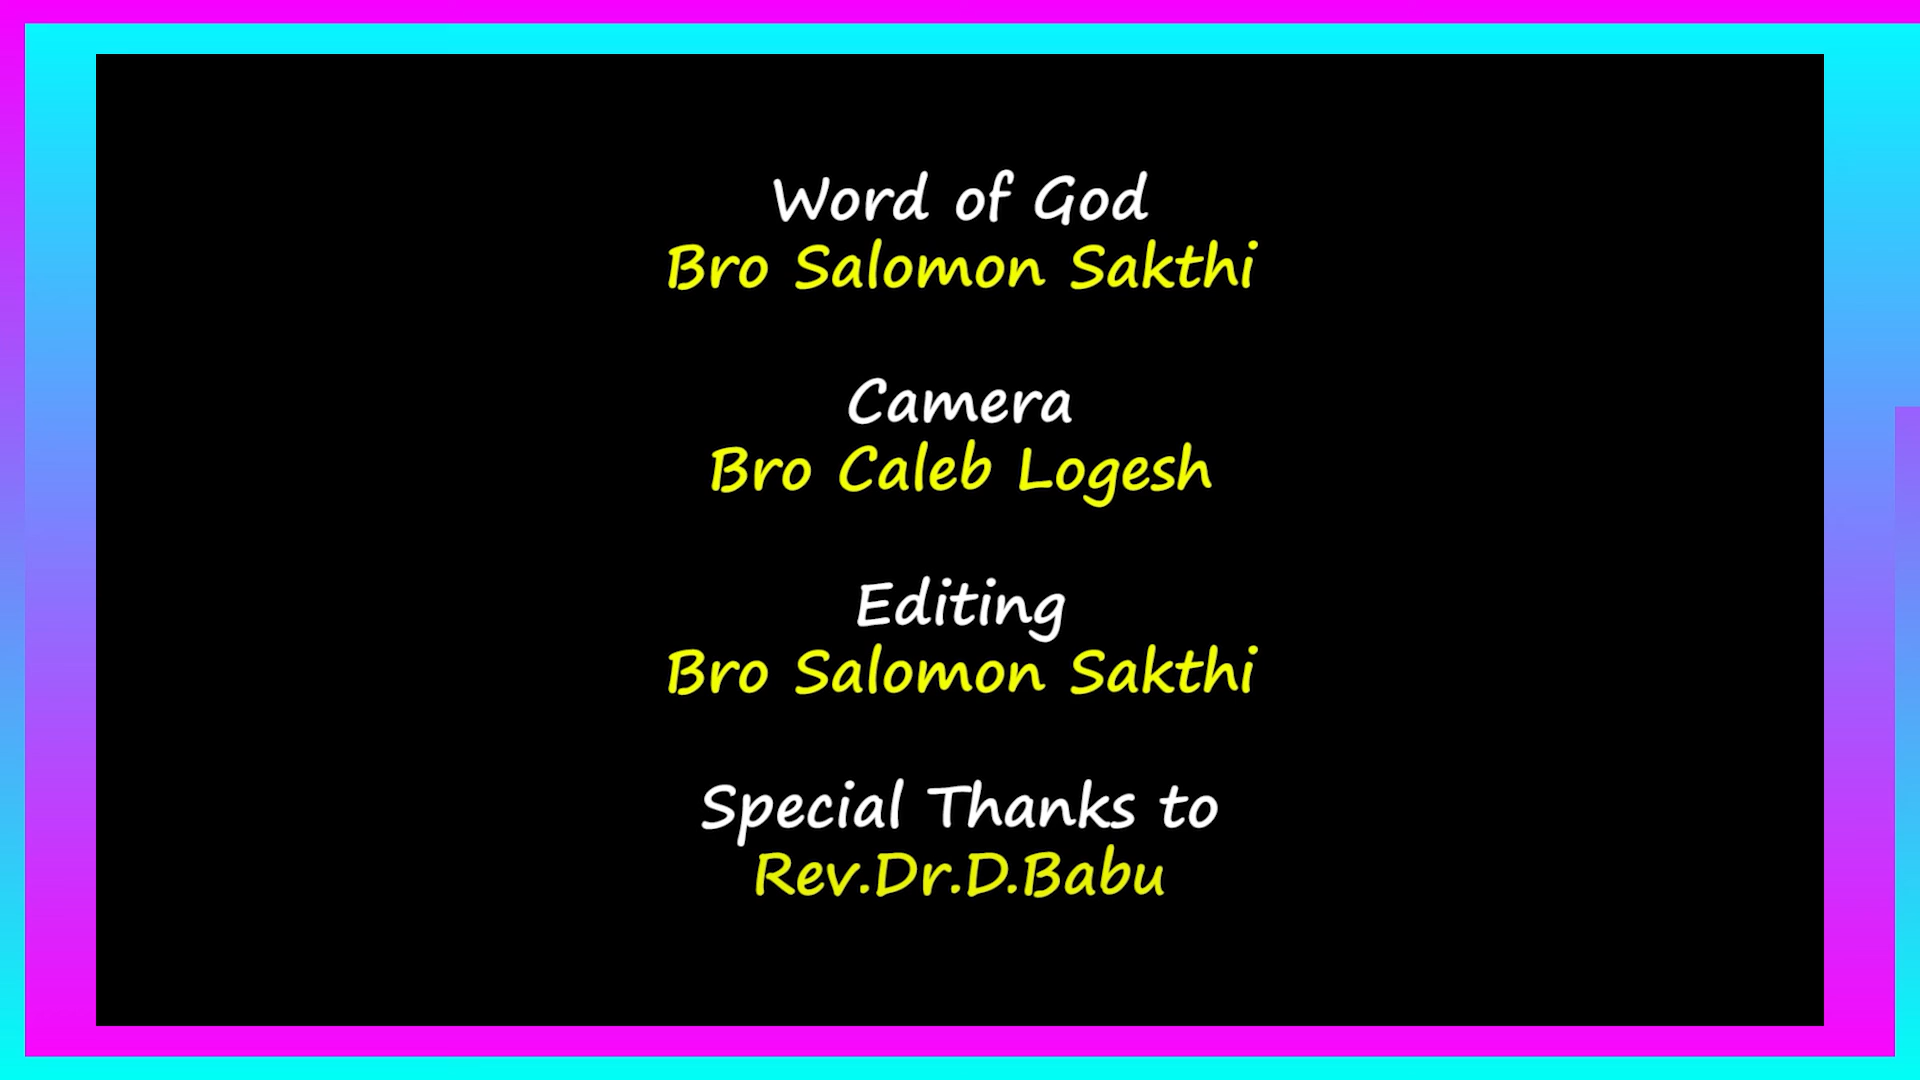 Word of God
Bro Salomon Sakthi
Camera
Bro Caleb Logesh
Editing
Bro Salomon Sakthi
Special Thanks to
Rev.Dr.D.Babu